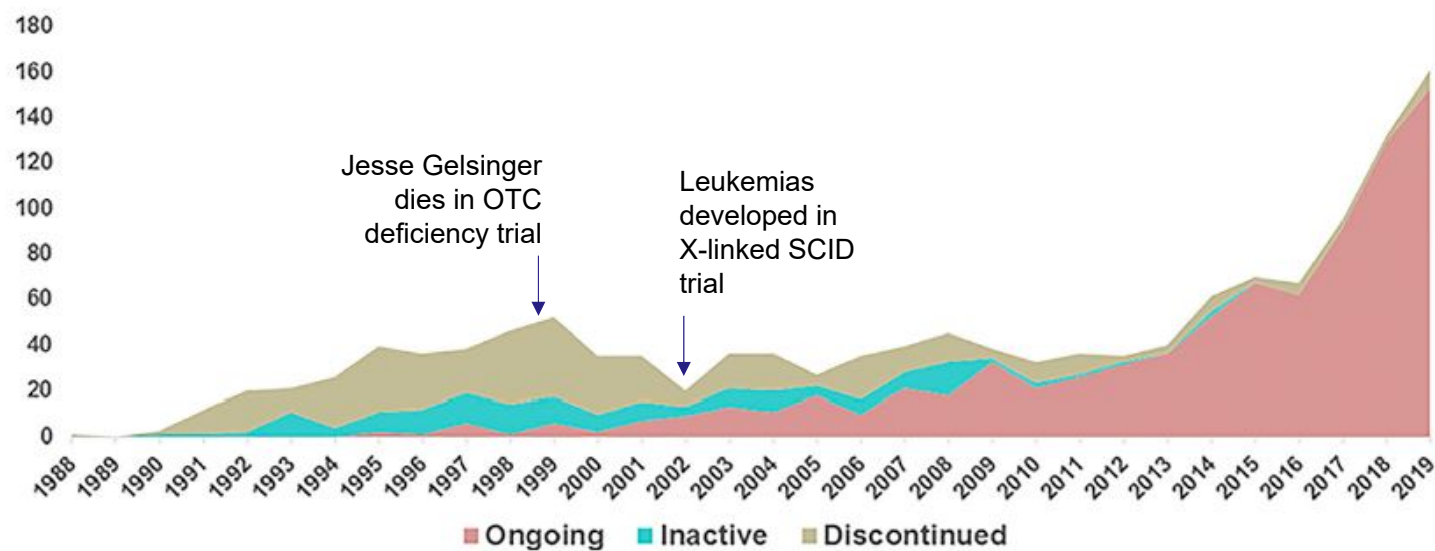 180
160
140
120
100
80
60
40
20
0
Jesse Gelsinger
dies in OTC
deficiency trial
Leukemias
developed in
X-linked SCID
trial
1988 1989 1990 1991 1992 1993 1994 1995 1996 1997 1998 1999 2000 2001 2002 2003 2004 2005 2006 2007 2008 2009 2010 2011 2012 2013 2014 2015 2016 2017 2018 2019
Ongoing Inactive Discontinued